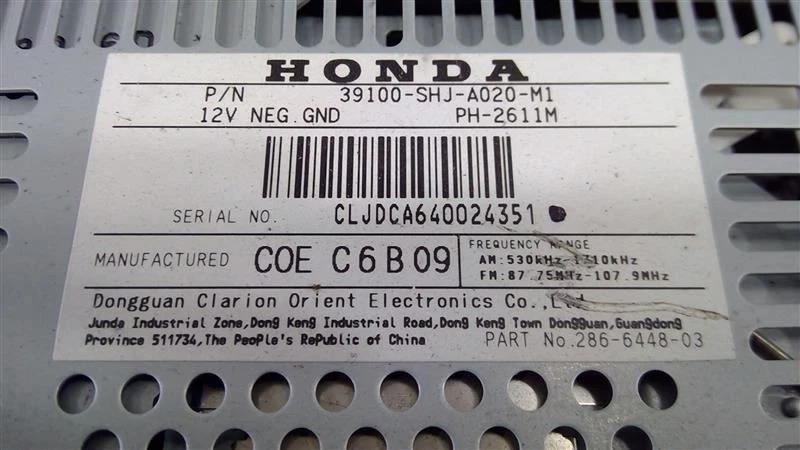 HONDA
P/N 39100-SHJ-A020-M1
12V NEG.GND PH-2611M
SERIAL NO. CLJDCA640024351
MANUFACTURED COE C6B09
FREQUENCY RANGE
AM:530kHz-1710kHz
FM:87.75MHz-107.9MHz
Dongguan Clarion Orient Electronics Co.,Ltd.
Junda Industrial Zone,Dong Keng Industrial Road,Dong Keng Town Dongguan,Guangdong
Province 511734,The PeoPle's RePublic of China
PART No.286-6448-03